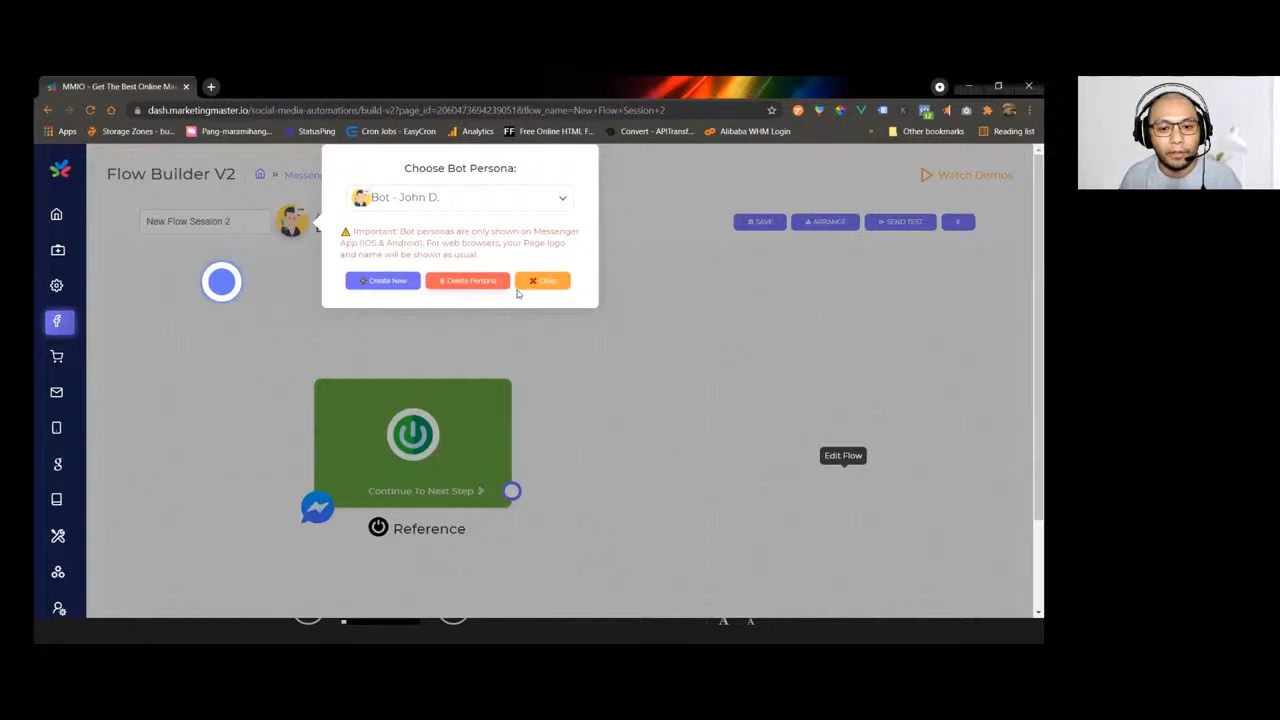 MMIO - Get The Best Online Ma
dash.marketingmaster.io/social-media-automations/build-v2?page_id=2060473694239051&flow_name=New+Flow+Session+2
Apps
Storage Zones - bu...
Pang-maramihang...
StatusPing
Cron Jobs - EasyCron
Analytics
Free Online HTML F...
Convert - APITransf...
Alibaba WHM Login
Other bookmarks
Reading list
Flow Builder V2
Messen
Watch Demos
New Flow Session 2
SAVE
ARRANGE
SEND TEST
Choose Bot Persona:
Bot - John D.
Important: Bot personas are only shown on Messenger
App (iOS & Android). For web browsers, your Page logo
and name will be shown as usual.
Create New
Delete Persona
Close
Edit Flow
Continue To Next Step
Reference
A A